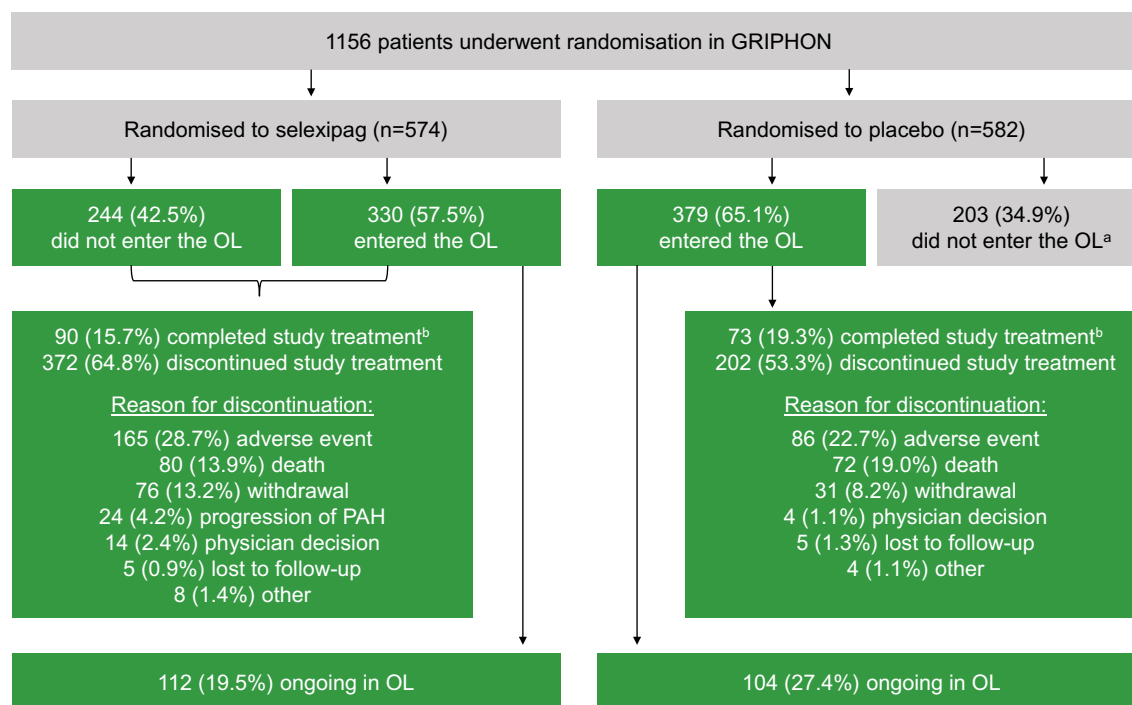 1156 patients underwent randomisation in GRIPHON
Randomised to selexipag (n=574)
Randomised to placebo (n=582)
244 (42.5%)
did not enter the OL
330 (57.5%)
entered the OL
379 (65.1%)
entered the OL
203 (34.9%)
did not enter the OLᵃ
90 (15.7%) completed study treatmentᵇ
372 (64.8%) discontinued study treatment
Reason for discontinuation:
165 (28.7%) adverse event
80 (13.9%) death
76 (13.2%) withdrawal
24 (4.2%) progression of PAH
14 (2.4%) physician decision
5 (0.9%) lost to follow-up
8 (1.4%) other
73 (19.3%) completed study treatmentᵇ
202 (53.3%) discontinued study treatment
Reason for discontinuation:
86 (22.7%) adverse event
72 (19.0%) death
31 (8.2%) withdrawal
4 (1.1%) physician decision
5 (1.3%) lost to follow-up
4 (1.1%) other
112 (19.5%) ongoing in OL
104 (27.4%) ongoing in OL